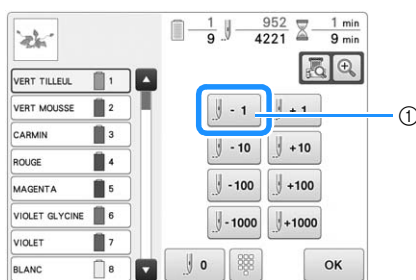 1/9 952/4221 1 min/9 min
VERT TILLEUL 1
VERT MOUSSE 2
CARMIN 3
ROUGE 4
MAGENTA 5
VIOLET GLYCINE 6
VIOLET 7
BLANC 8
- 1 + 1
- 10 +10
-100 +100
-1000 +1000
0 OK
①